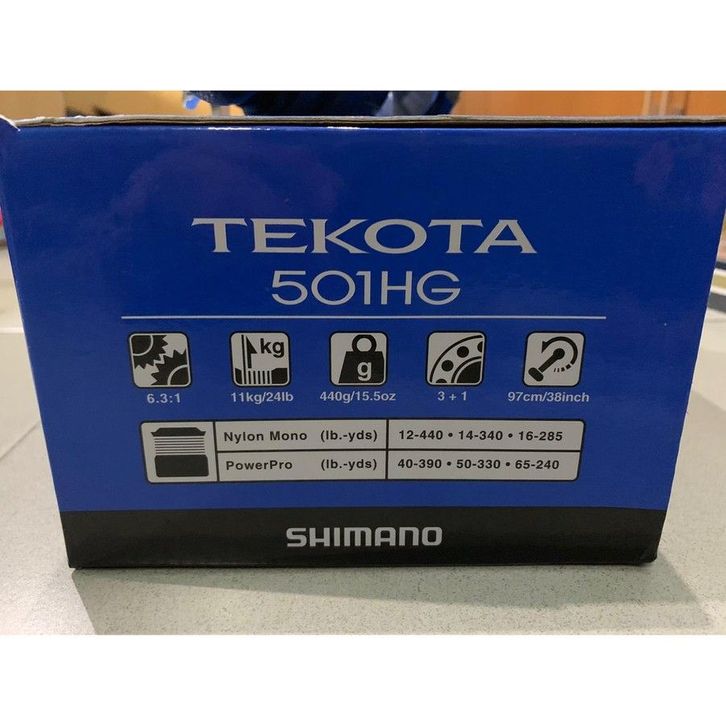 TEKOTA
501HG
kg
g
6.3:1 11kg/24lb 440g/15.5oz 3 + 1 97cm/38inch
Nylon Mono (lb.-yds) 12-440 • 14-340 • 16-285
PowerPro (lb.-yds) 40-390 • 50-330 • 65-240
SHIMANO